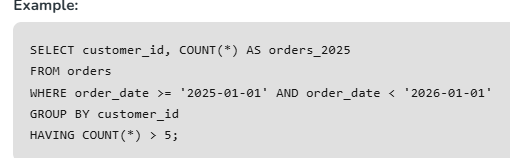 Example:
SELECT customer_id, COUNT(*) AS orders_2025
FROM orders
WHERE order_date >= '2025-01-01' AND order_date < '2026-01-01'
GROUP BY customer_id
HAVING COUNT(*) > 5;